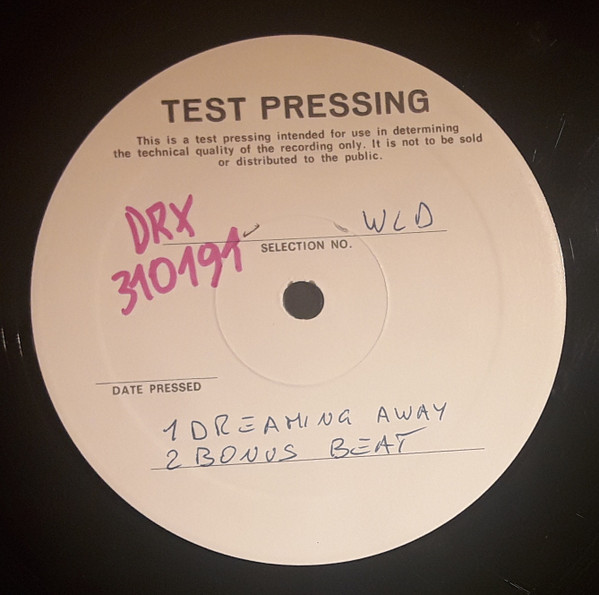 TEST PRESSING
This is a test pressing intended for use in determining
the technical quality of the recording only. It is not to be sold
or distributed to the public.
DRX
310191
WLD
SELECTION NO.
DATE PRESSED
1 DREAMING AWAY
2 BONUS BEAT